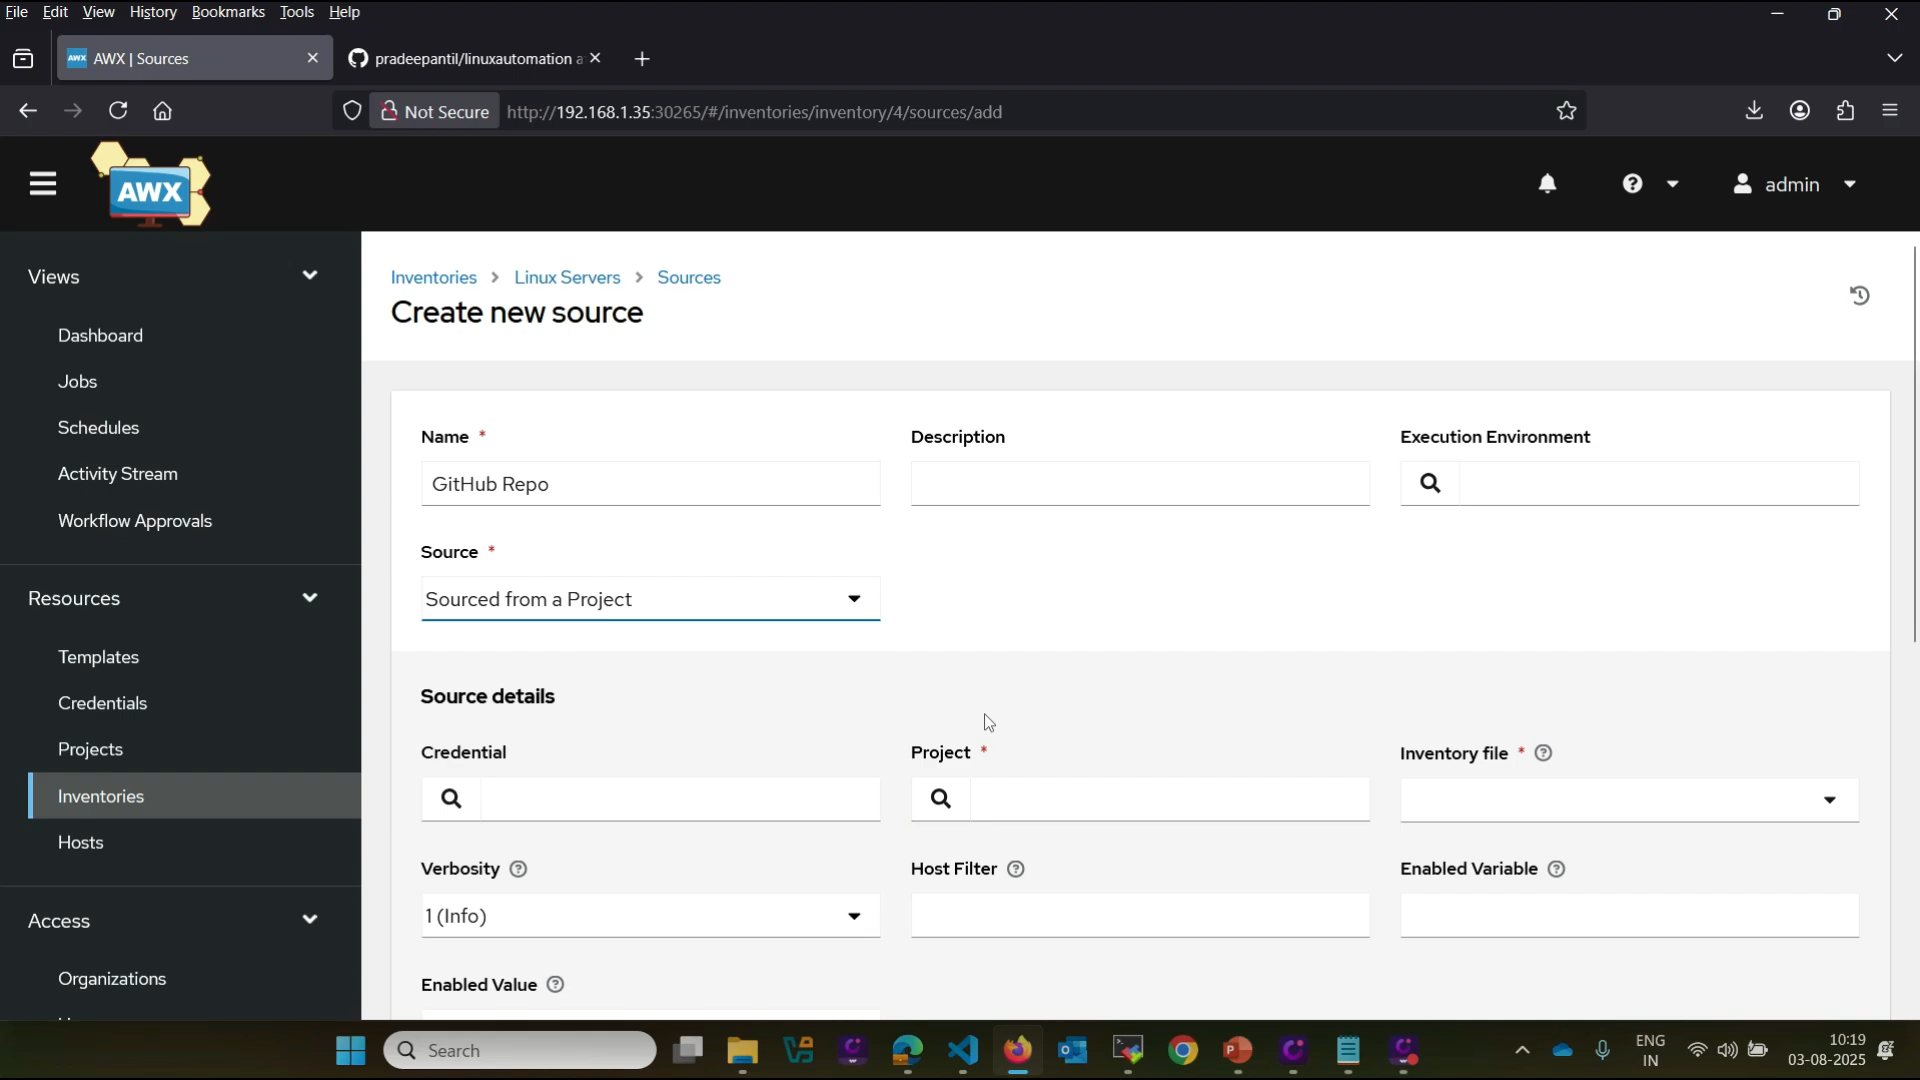 File Edit View History Bookmarks Tools Help
AWX | Sources
pradeepantil/linuxautomation a
Not Secure http://192.168.1.35:30265/#/inventories/inventory/4/sources/add
AWX
admin
Views
Dashboard
Jobs
Schedules
Activity Stream
Workflow Approvals
Resources
Templates
Credentials
Projects
Inventories
Hosts
Access
Organizations
Inventories > Linux Servers > Sources
Create new source
Name * Description Execution Environment
GitHub Repo
Source *
Sourced from a Project
Source details
Credential Project * Inventory file *
Verbosity Host Filter Enabled Variable
1 (Info)
Enabled Value
Search
ENG
IN
10:19
03-08-2025